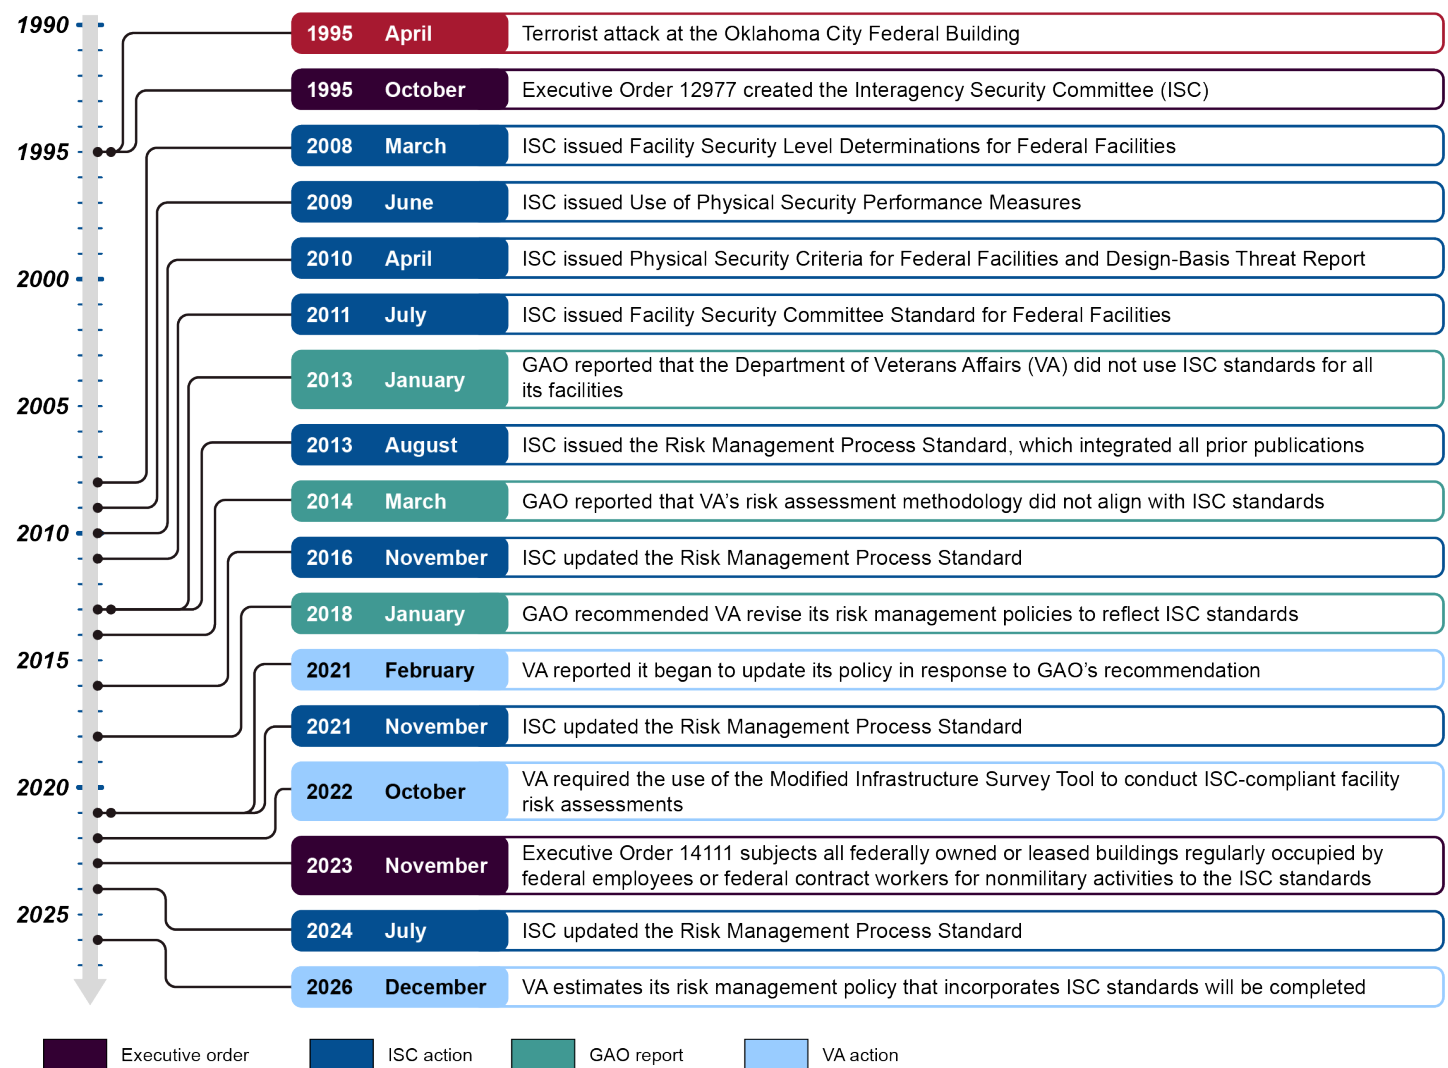 1990
1995 April Terrorist attack at the Oklahoma City Federal Building
1995 October Executive Order 12977 created the Interagency Security Committee (ISC)
1995
2008 March ISC issued Facility Security Level Determinations for Federal Facilities
2009 June ISC issued Use of Physical Security Performance Measures
2010 April ISC issued Physical Security Criteria for Federal Facilities and Design-Basis Threat Report
2000
2011 July ISC issued Facility Security Committee Standard for Federal Facilities
2013 January GAO reported that the Department of Veterans Affairs (VA) did not use ISC standards for all
its facilities
2005
2013 August ISC issued the Risk Management Process Standard, which integrated all prior publications
2014 March GAO reported that VA’s risk assessment methodology did not align with ISC standards
2010
2016 November ISC updated the Risk Management Process Standard
2018 January GAO recommended VA revise its risk management policies to reflect ISC standards
2015
2021 February VA reported it began to update its policy in response to GAO’s recommendation
2021 November ISC updated the Risk Management Process Standard
2020
2022 October VA required the use of the Modified Infrastructure Survey Tool to conduct ISC-compliant facility
risk assessments
2023 November Executive Order 14111 subjects all federally owned or leased buildings regularly occupied by
federal employees or federal contract workers for nonmilitary activities to the ISC standards
2025
2024 July ISC updated the Risk Management Process Standard
2026 December VA estimates its risk management policy that incorporates ISC standards will be completed
Executive order ISC action GAO report VA action